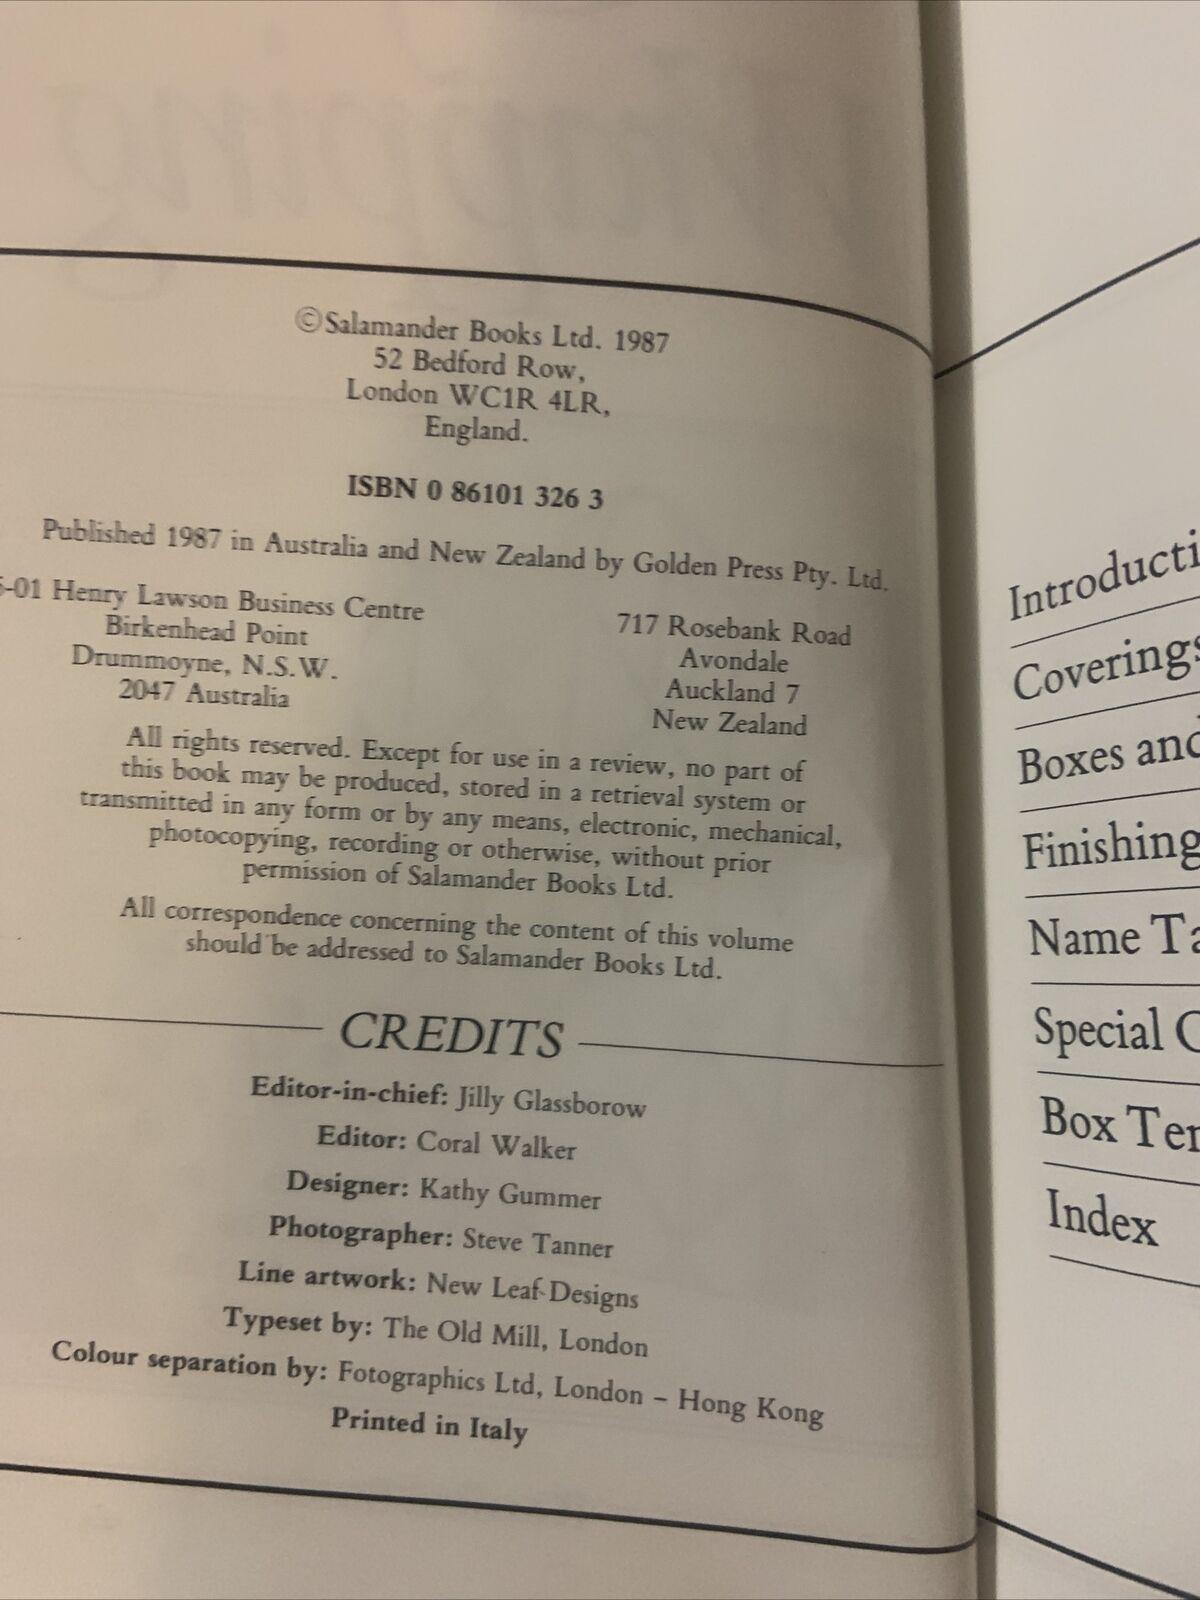 ©Salamander Books Ltd. 1987
52 Bedford Row,
London WC1R 4LR,
England.
ISBN 0 86101 326 3
Published 1987 in Australia and New Zealand by Golden Press Pty. Ltd.
-01 Henry Lawson Business Centre
Birkenhead Point
Drummoyne, N.S.W.
2047 Australia
717 Rosebank Road
Avondale
Auckland 7
New Zealand
All rights reserved. Except for use in a review, no part of
this book may be produced, stored in a retrieval system or
transmitted in any form or by any means, electronic, mechanical,
photocopying, recording or otherwise, without prior
permission of Salamander Books Ltd.
All correspondence concerning the content of this volume
should be addressed to Salamander Books Ltd.
CREDITS
Editor-in-chief: Jilly Glassborow
Editor: Coral Walker
Designer: Kathy Gummer
Photographer: Steve Tanner
Line artwork: New Leaf Designs
Typeset by: The Old Mill, London
Colour separation by: Fotographics Ltd, London – Hong Kong
Printed in Italy
Introducti
Coverings
Boxes and
Finishing
Name Ta
Special C
Box Tem
Index